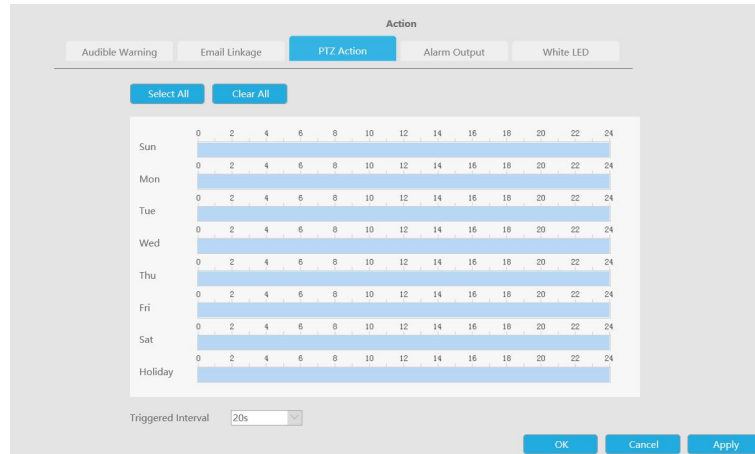 Action
Audible Warning Email Linkage PTZ Action Alarm Output White LED
Select All Clear All
0 2 4 6 8 10 12 14 16 18 20 22 24
Sun
0 2 4 6 8 10 12 14 16 18 20 22 24
Mon
0 2 4 6 8 10 12 14 16 18 20 22 24
Tue
0 2 4 6 8 10 12 14 16 18 20 22 24
Wed
0 2 4 6 8 10 12 14 16 18 20 22 24
Thu
0 2 4 6 8 10 12 14 16 18 20 22 24
Fri
0 2 4 6 8 10 12 14 16 18 20 22 24
Sat
0 2 4 6 8 10 12 14 16 18 20 22 24
Holiday
Triggered Interval 20s
OK Cancel Apply